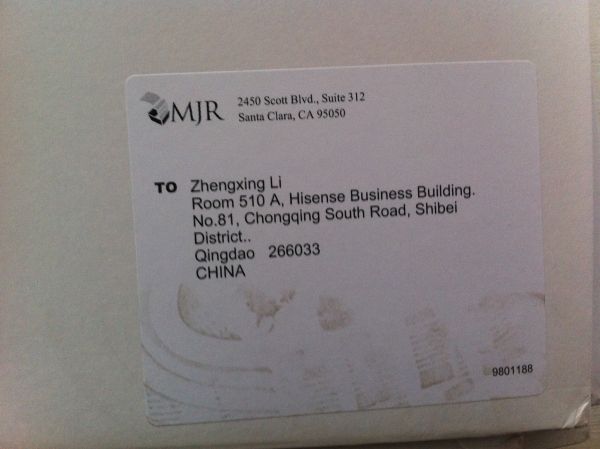 MJR
2450 Scott Blvd., Suite 312
Santa Clara, CA 95050
TO Zhengxing Li
Room 510 A, Hisense Business Building.
No.81, Chongqing South Road, Shibei
District..
Qingdao 266033
CHINA
9801188